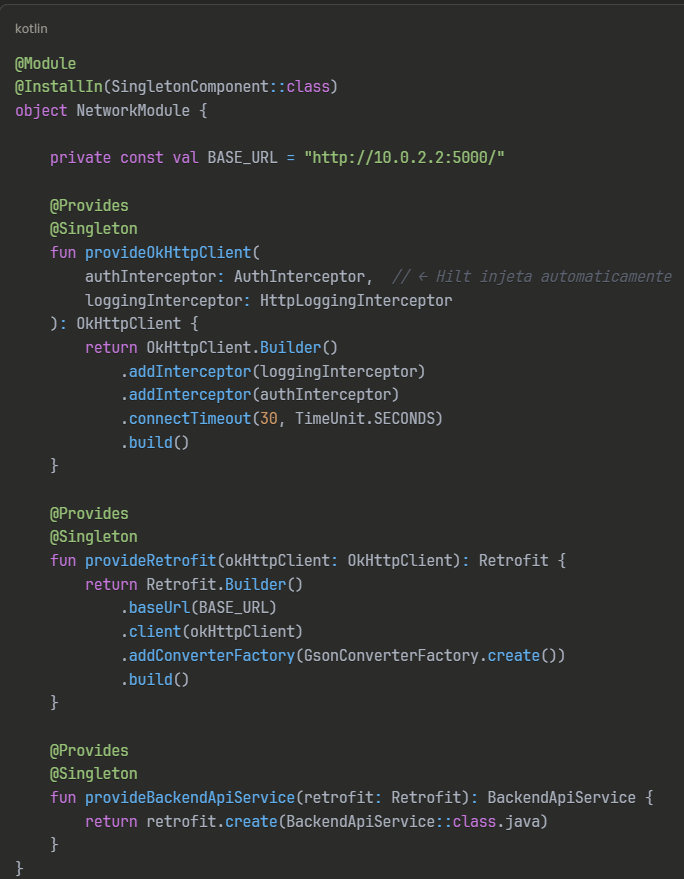 kotlin
@Module
@InstallIn(SingletonComponent::class)
object NetworkModule {
    private const val BASE_URL = "http://10.0.2.2:5000/"
    @Provides
    @Singleton
    fun provideOkHttpClient(
        authInterceptor: AuthInterceptor,  // ← Hilt injeta automaticamente
        loggingInterceptor: HttpLoggingInterceptor
    ): OkHttpClient {
        return OkHttpClient.Builder()
            .addInterceptor(loggingInterceptor)
            .addInterceptor(authInterceptor)
            .connectTimeout(30, TimeUnit.SECONDS)
            .build()
    }
    @Provides
    @Singleton
    fun provideRetrofit(okHttpClient: OkHttpClient): Retrofit {
        return Retrofit.Builder()
            .baseUrl(BASE_URL)
            .client(okHttpClient)
            .addConverterFactory(GsonConverterFactory.create())
            .build()
    }
    @Provides
    @Singleton
    fun provideBackendApiService(retrofit: Retrofit): BackendApiService {
        return retrofit.create(BackendApiService::class.java)
    }
}